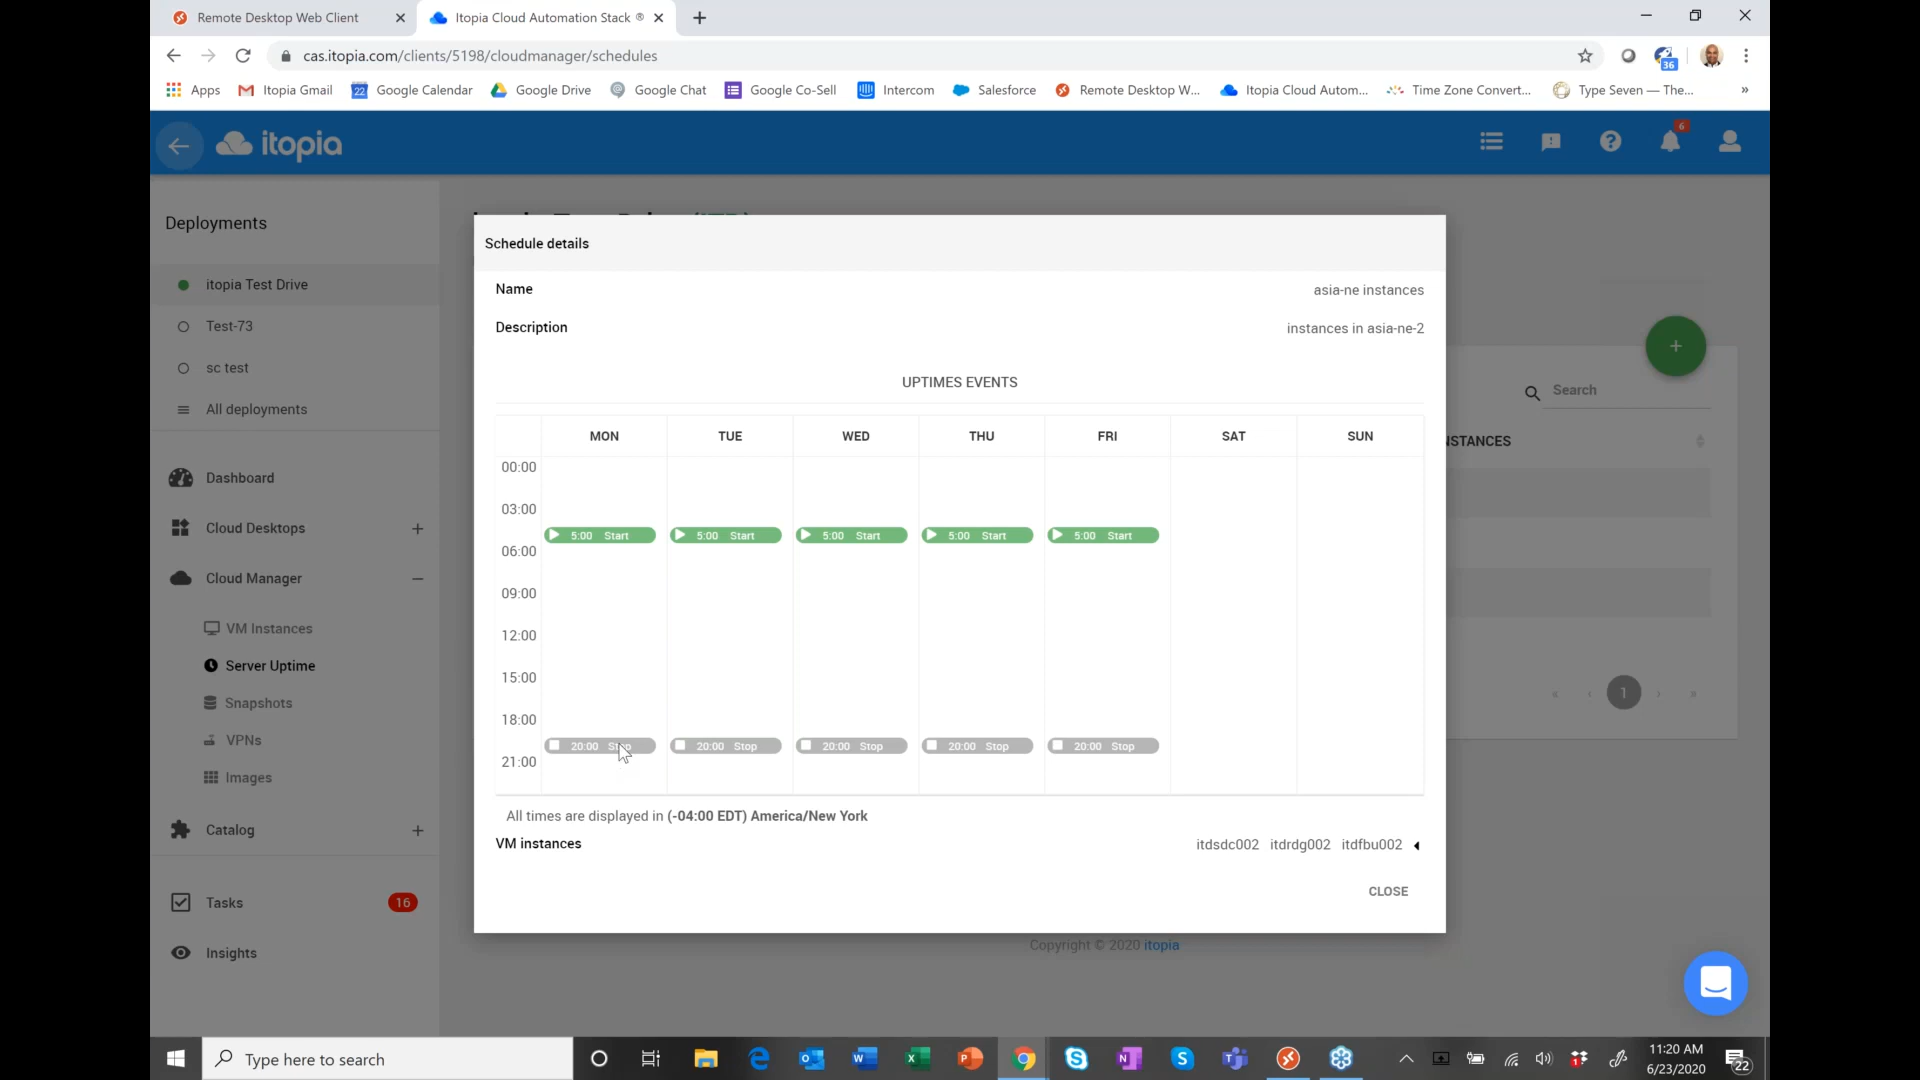 Remote Desktop Web Client
Itopia Cloud Automation Stack ®
cas.itopia.com/clients/5198/cloudmanager/schedules
36
Apps Itopia Gmail 22 Google Calendar Google Drive Google Chat Google Co-Sell Intercom Salesforce Remote Desktop W... Itopia Cloud Autom... Time Zone Convert... Type Seven — The... »
itopia
6
Deployments
itopia Test Drive
Test-73
sc test
All deployments
Dashboard
Cloud Desktops +
Cloud Manager −
VM Instances
Server Uptime
Snapshots
VPNs
Images
Catalog +
Tasks 16
Insights
Schedule details
Name asia-ne instances
Description instances in asia-ne-2
UPTIMES EVENTS
MON TUE WED THU FRI SAT SUN
00:00
03:00
5:00 Start 5:00 Start 5:00 Start 5:00 Start 5:00 Start
06:00
09:00
12:00
15:00
18:00
20:00 Stop 20:00 Stop 20:00 Stop 20:00 Stop 20:00 Stop
21:00
All times are displayed in (-04:00 EDT) America/New York
VM instances itdsdc002 itdrdg002 itdfbu002
CLOSE
+
Search
1
Copyright © 2020 itopia
Type here to search
11:20 AM
6/23/2020
22